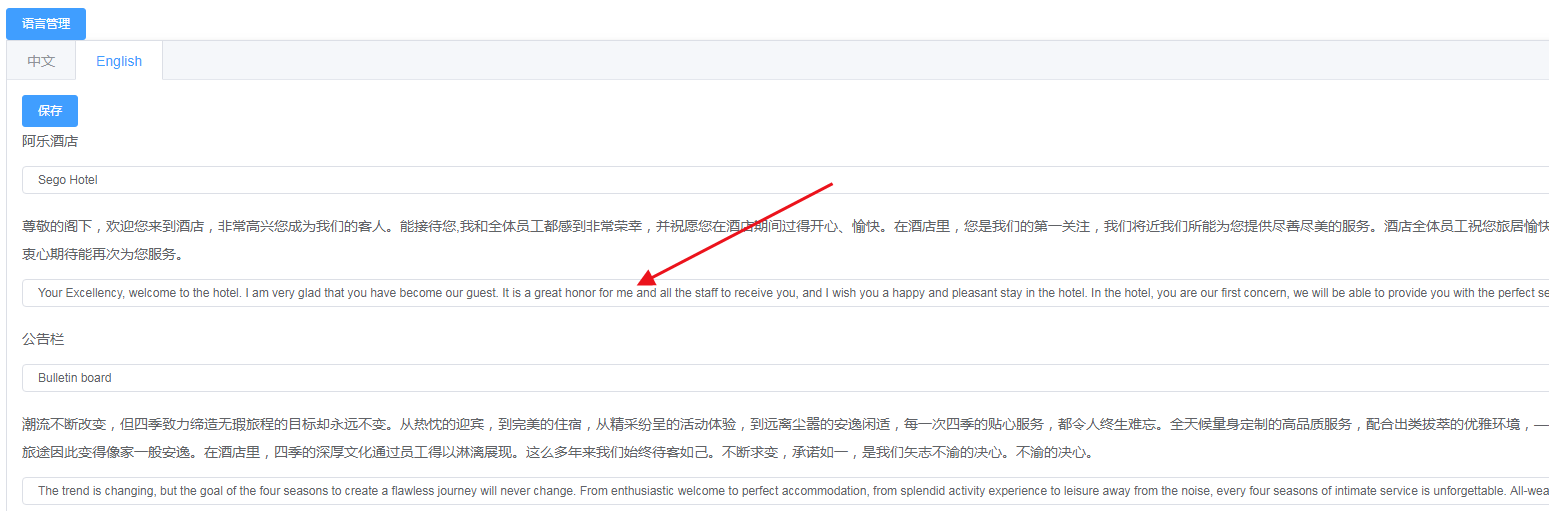 语言管理
中文
English
保存
阿乐酒店
Sego Hotel
尊敬的阁下，欢迎您来到酒店，非常高兴您成为我们的客人。能接待您,我和全体员工都感到非常荣幸，并祝愿您在酒店期间过得开心、愉快。在酒店里，您是我们的第一关注，我们将近我们所能为您提供尽善尽美的服务。酒店全体员工祝您旅居愉快
衷心期待能再次为您服务。
Your Excellency, welcome to the hotel. I am very glad that you have become our guest. It is a great honor for me and all the staff to receive you, and I wish you a happy and pleasant stay in the hotel. In the hotel, you are our first concern, we will be able to provide you with the perfect se
公告栏
Bulletin board
潮流不断改变，但四季致力缔造无瑕旅程的目标却永远不变。从热忱的迎宾，到完美的住宿，从精采纷呈的活动体验，到远离尘嚣的安逸闲适，每一次四季的贴心服务，都令人终生难忘。全天候量身定制的高品质服务，配合出类拔萃的优雅环境，—
旅途因此变得像家一般安逸。在酒店里，四季的深厚文化通过员工得以淋漓展现。这么多年来我们始终待客如己。不断求变，承诺如一，是我们矢志不渝的决心。不渝的决心。
The trend is changing, but the goal of the four seasons to create a flawless journey will never change. From enthusiastic welcome to perfect accommodation, from splendid activity experience to leisure away from the noise, every four seasons of intimate service is unforgettable. All-wea